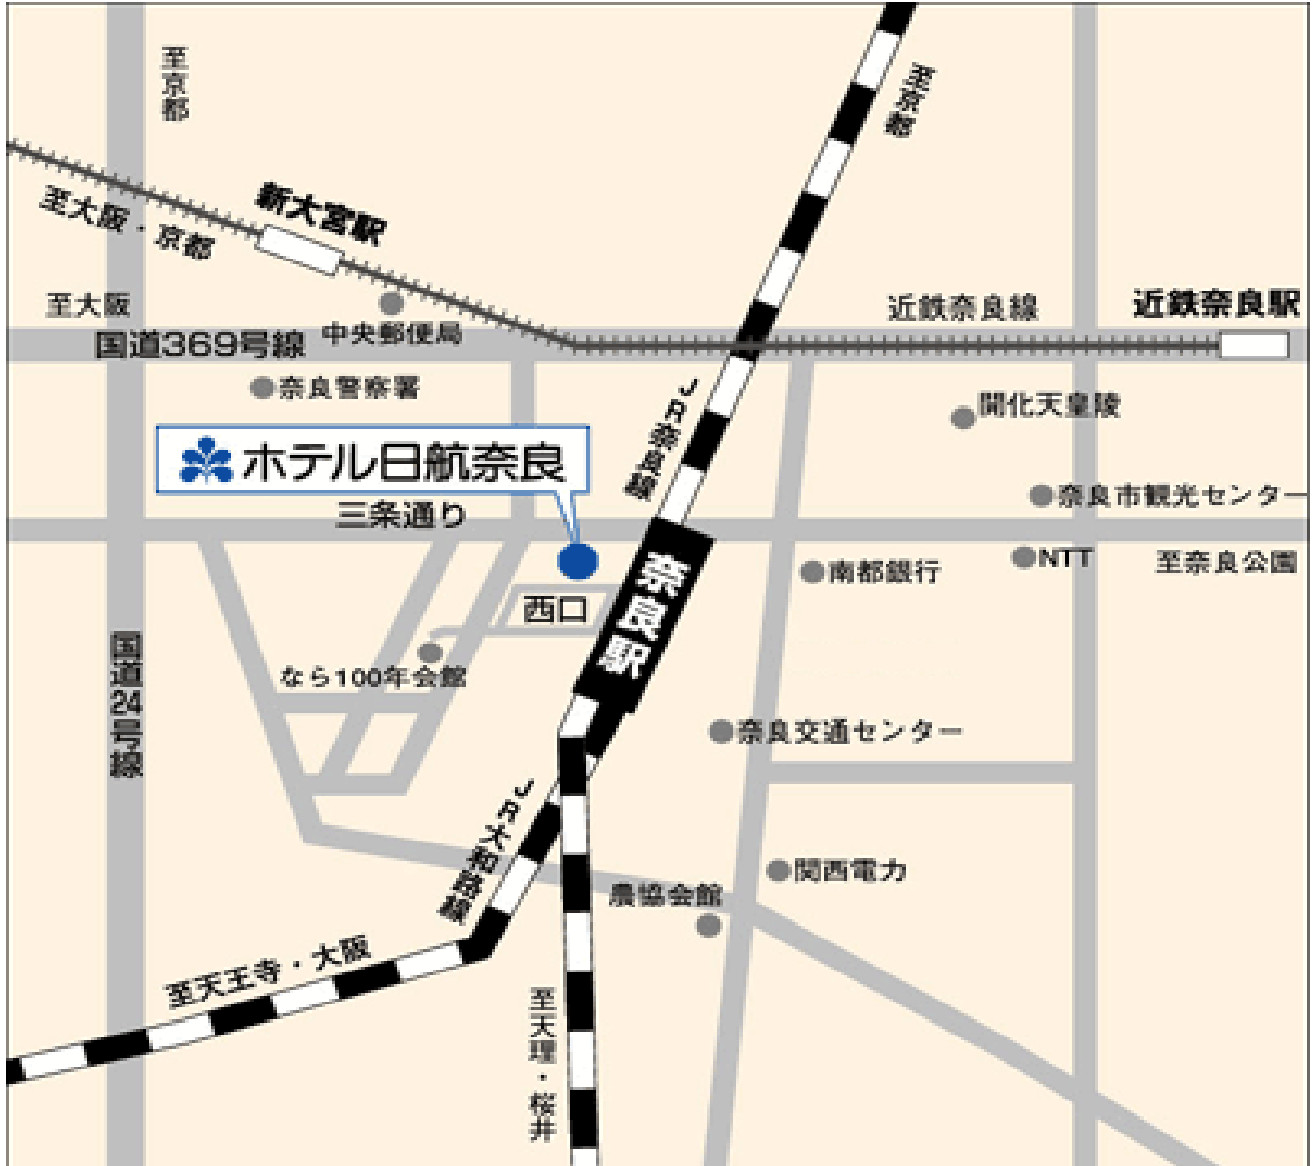 至京都
至京都
至大阪・京都
新大宮駅
至大阪
中央郵便局
近鉄奈良線
近鉄奈良駅
国道369号線
奈良警察署
JR奈良線
開化天皇陵
ホテル日航奈良
奈良市観光センター
三条通り
奈良駅
南都銀行
NTT
至奈良公園
西口
国道24号線
なら100年会館
奈良交通センター
JR大和路線
関西電力
農協会館
至天王寺・大阪
至天理・桜井